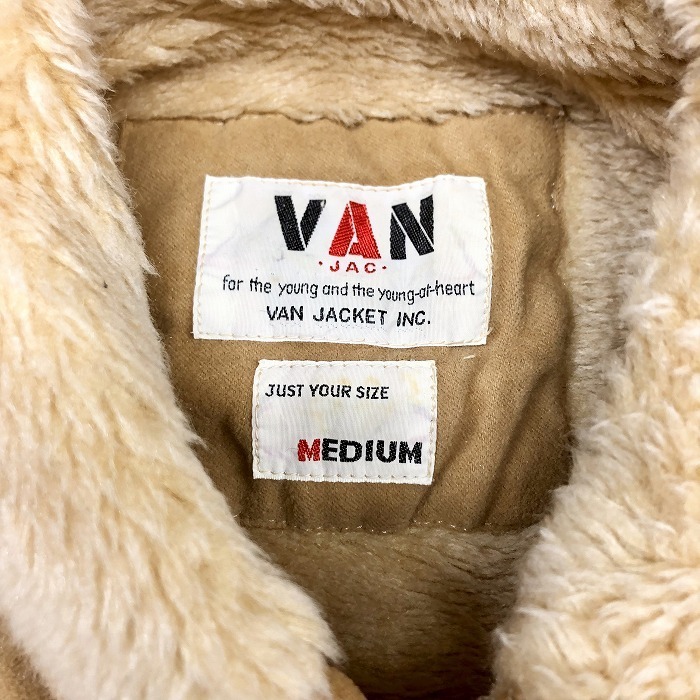 VAN
·JAC·
for the young and the young-at-heart
VAN JACKET INC.
JUST YOUR SIZE
MEDIUM